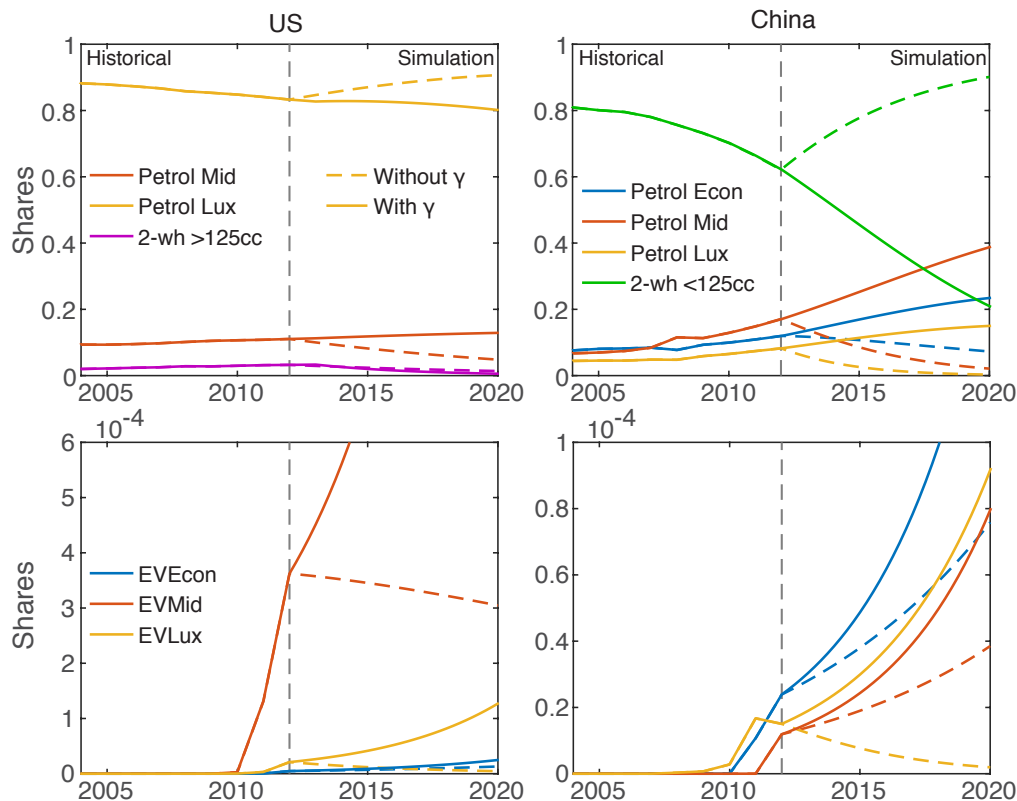 US
China
1
Historical
Simulation
0.8
Shares
0.6
Petrol Mid
Without γ
Petrol Lux
With γ
2-wh >125cc
0.4
0.2
0
2005
2010
2015
2020
1
Historical
Simulation
0.8
0.6
Petrol Econ
Petrol Mid
Petrol Lux
2-wh <125cc
0.4
0.2
0
2005
2010
2015
2020
10-4
6
5
Shares
4
EVEcon
EVMid
EVLux
3
2
1
0
2005
2010
2015
2020
10-4
1
0.8
0.6
0.4
0.2
0
2005
2010
2015
2020